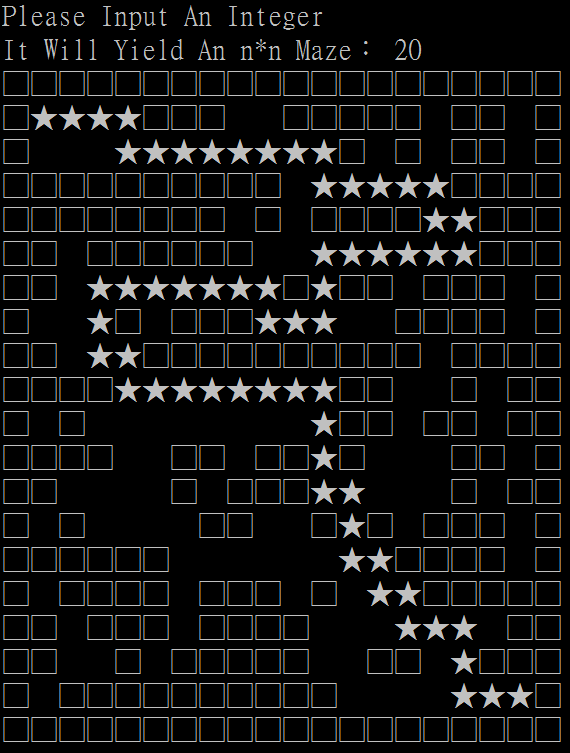 Please Input An Integer
It Will Yield An n*n Maze： 20